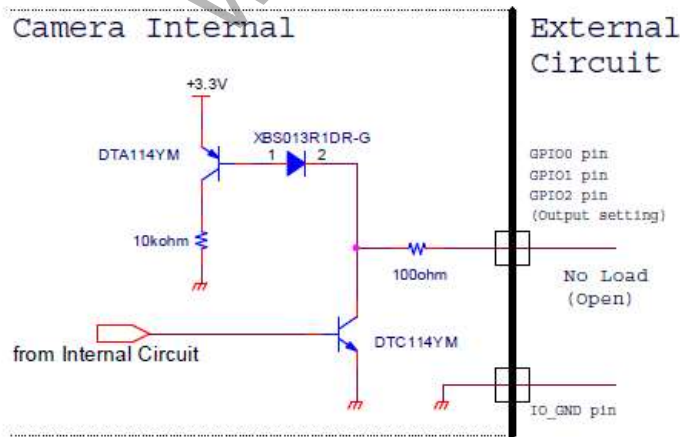 Camera Internal
External
Circuit
+3.3V
XBS013R1DR-G
DTA114YM
1
2
GPIO0 pin
GPIO1 pin
GPIO2 pin
(Output setting)
10kohm
100ohm
No Load
(Open)
DTC114YM
from Internal Circuit
IO_GND pin